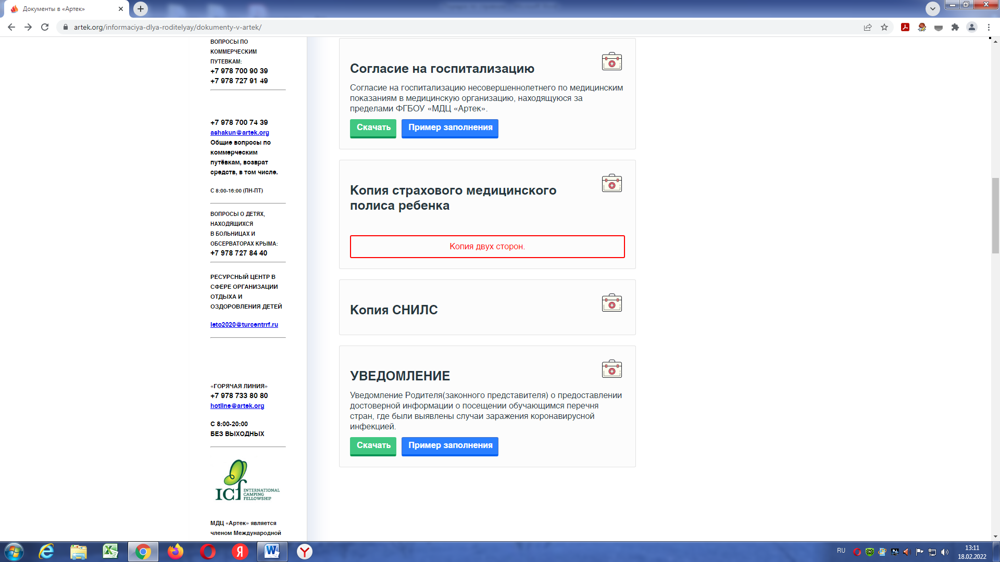 Документы в «Артек»
artek.org/informaciya-dlya-roditelyay/dokumenty-v-artek/
ВОПРОСЫ ПО
КОММЕРЧЕСКИМ
ПУТЕВКАМ:
+7 978 700 90 39
+7 978 727 91 49
+7 978 700 74 39
ashakun@artek.org
Общие вопросы по
коммерческим
путёвкам, возврат
средств, в том числе.
С 8:00-16:00 (ПН-ПТ)
ВОПРОСЫ О ДЕТЯХ,
НАХОДЯЩИХСЯ
В БОЛЬНИЦАХ И
ОБСЕРВАТОРАХ КРЫМА:
+7 978 727 84 40
РЕСУРСНЫЙ ЦЕНТР В
СФЕРЕ ОРГАНИЗАЦИИ
ОТДЫХА И
ОЗДОРОВЛЕНИЯ ДЕТЕЙ
leto2020@turcentrrf.ru
«ГОРЯЧАЯ ЛИНИЯ»
+7 978 733 80 80
hotline@artek.org
С 8:00-20:00
БЕЗ ВЫХОДНЫХ
icf INTERNATIONAL
CAMPING
FELLOWSHIP
МДЦ «Артек» является
членом Международной
Согласие на госпитализацию
Согласие на госпитализацию несовершеннолетнего по медицинским
показаниям в медицинскую организацию, находящуюся за
пределами ФГБОУ «МДЦ «Артек».
Скачать Пример заполнения
Копия страхового медицинского
полиса ребенка
Копия двух сторон.
Копия СНИЛС
УВЕДОМЛЕНИЕ
Уведомление Родителя(законного представителя) о предоставлении
достоверной информации о посещении обучающимся перечня
стран, где были выявлены случаи заражения коронавирусной
инфекцией.
Скачать Пример заполнения
RU
13:11
18.02.2022